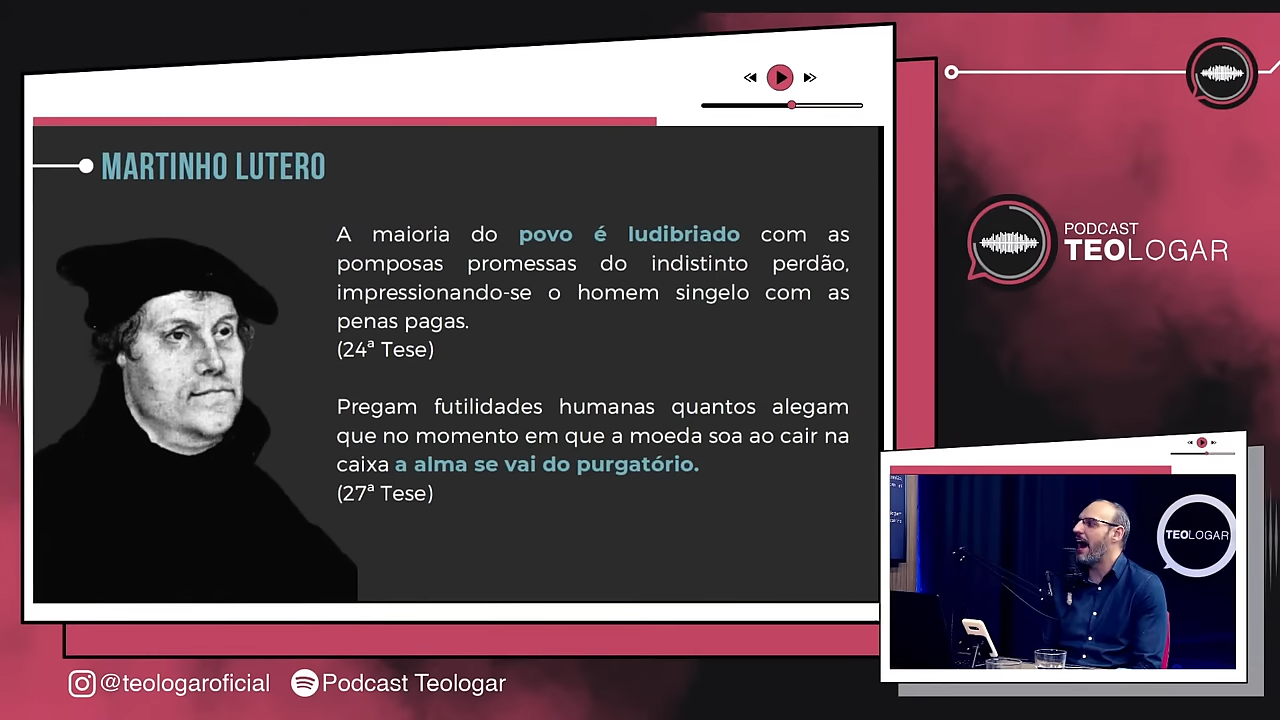 MARTINHO LUTERO
A maioria do povo é ludibriado com as
pomposas promessas do indistinto perdão,
impressionando-se o homem singelo com as
penas pagas.
(24ª Tese)
Pregam futilidades humanas quantos alegam
que no momento em que a moeda soa ao cair na
caixa a alma se vai do purgatório.
(27ª Tese)
PODCAST
TEOLOGAR
TEOLOGAR
@teologaroficial
Podcast Teologar